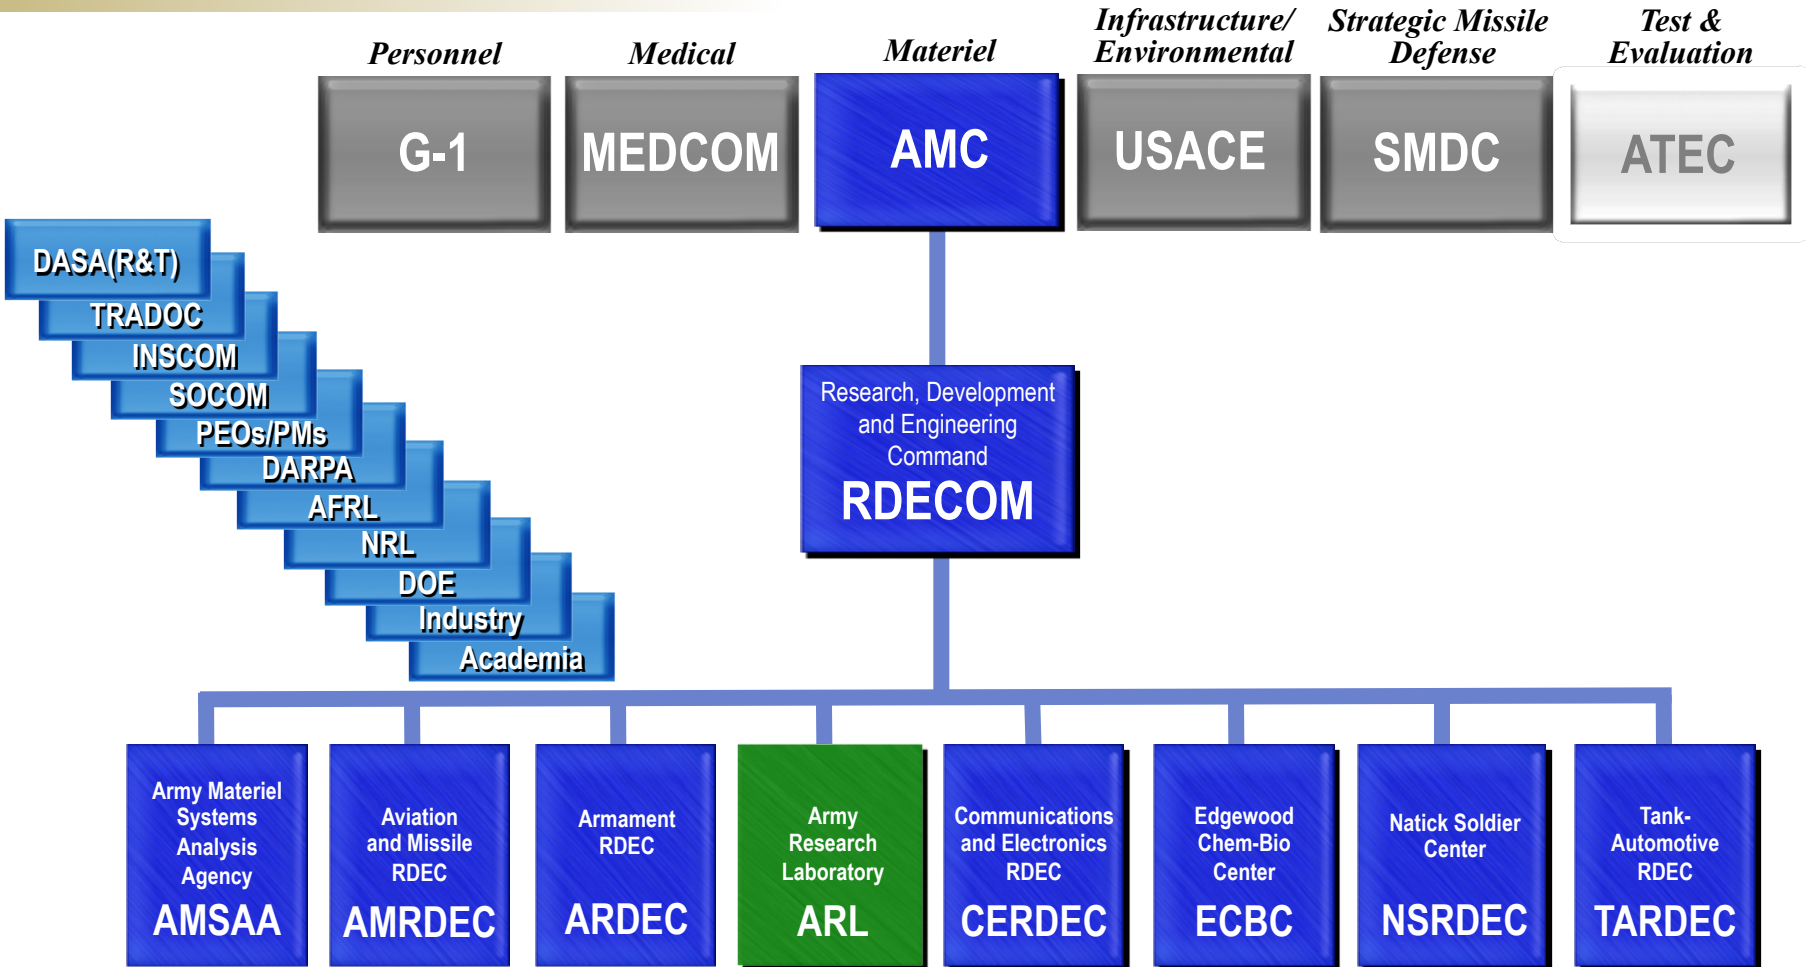 Personnel
Medical
Materiel
Infrastructure/
Environmental
Strategic Missile
Defense
Test &
Evaluation
G-1
MEDCOM
AMC
USACE
SMDC
ATEC
DASA(R&T)
TRADOC
INSCOM
SOCOM
PEOs/PMs
DARPA
AFRL
NRL
DOE
Industry
Academia
Research, Development
and Engineering
Command
RDECOM
Army Materiel
Systems
Analysis
Agency
AMSAA
Aviation
and Missile
RDEC
AMRDEC
Armament
RDEC
ARDEC
Army
Research
Laboratory
ARL
Communications
and Electronics
RDEC
CERDEC
Edgewood
Chem-Bio
Center
ECBC
Natick Soldier
Center
NSRDEC
Tank-
Automotive
RDEC
TARDEC